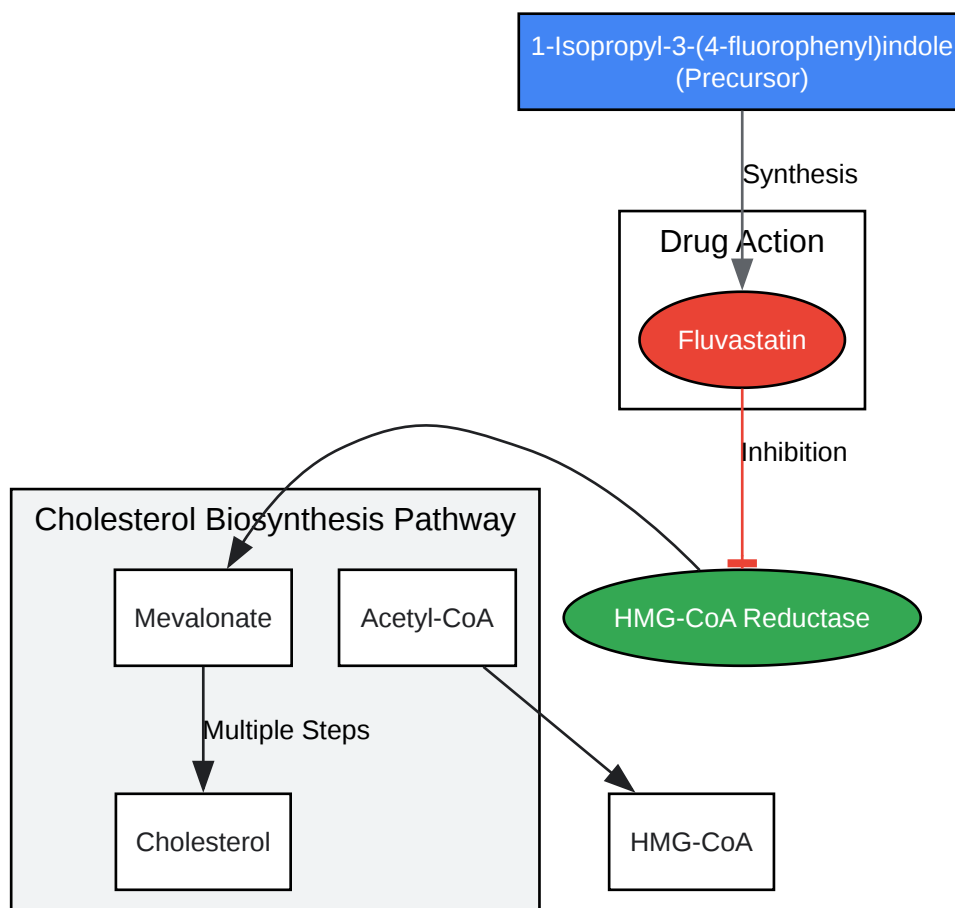 1-Isopropyl-3-(4-fluorophenyl)indole
(Precursor)
Synthesis
Drug Action
Fluvastatin
Inhibition
Cholesterol Biosynthesis Pathway
Mevalonate
Acetyl-CoA
HMG-CoA Reductase
Multiple Steps
Cholesterol
HMG-CoA